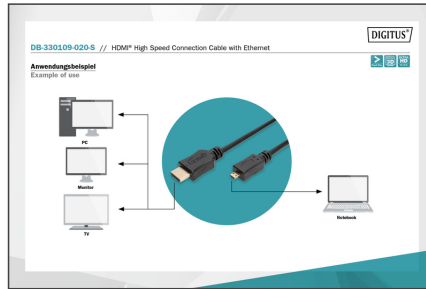 DIGITUS®
DB-330109-020-S // HDMI® High Speed Connection Cable with Ethernet
Anwendungsbeispiel
Example of use
PC
Monitor
TV
Notebook